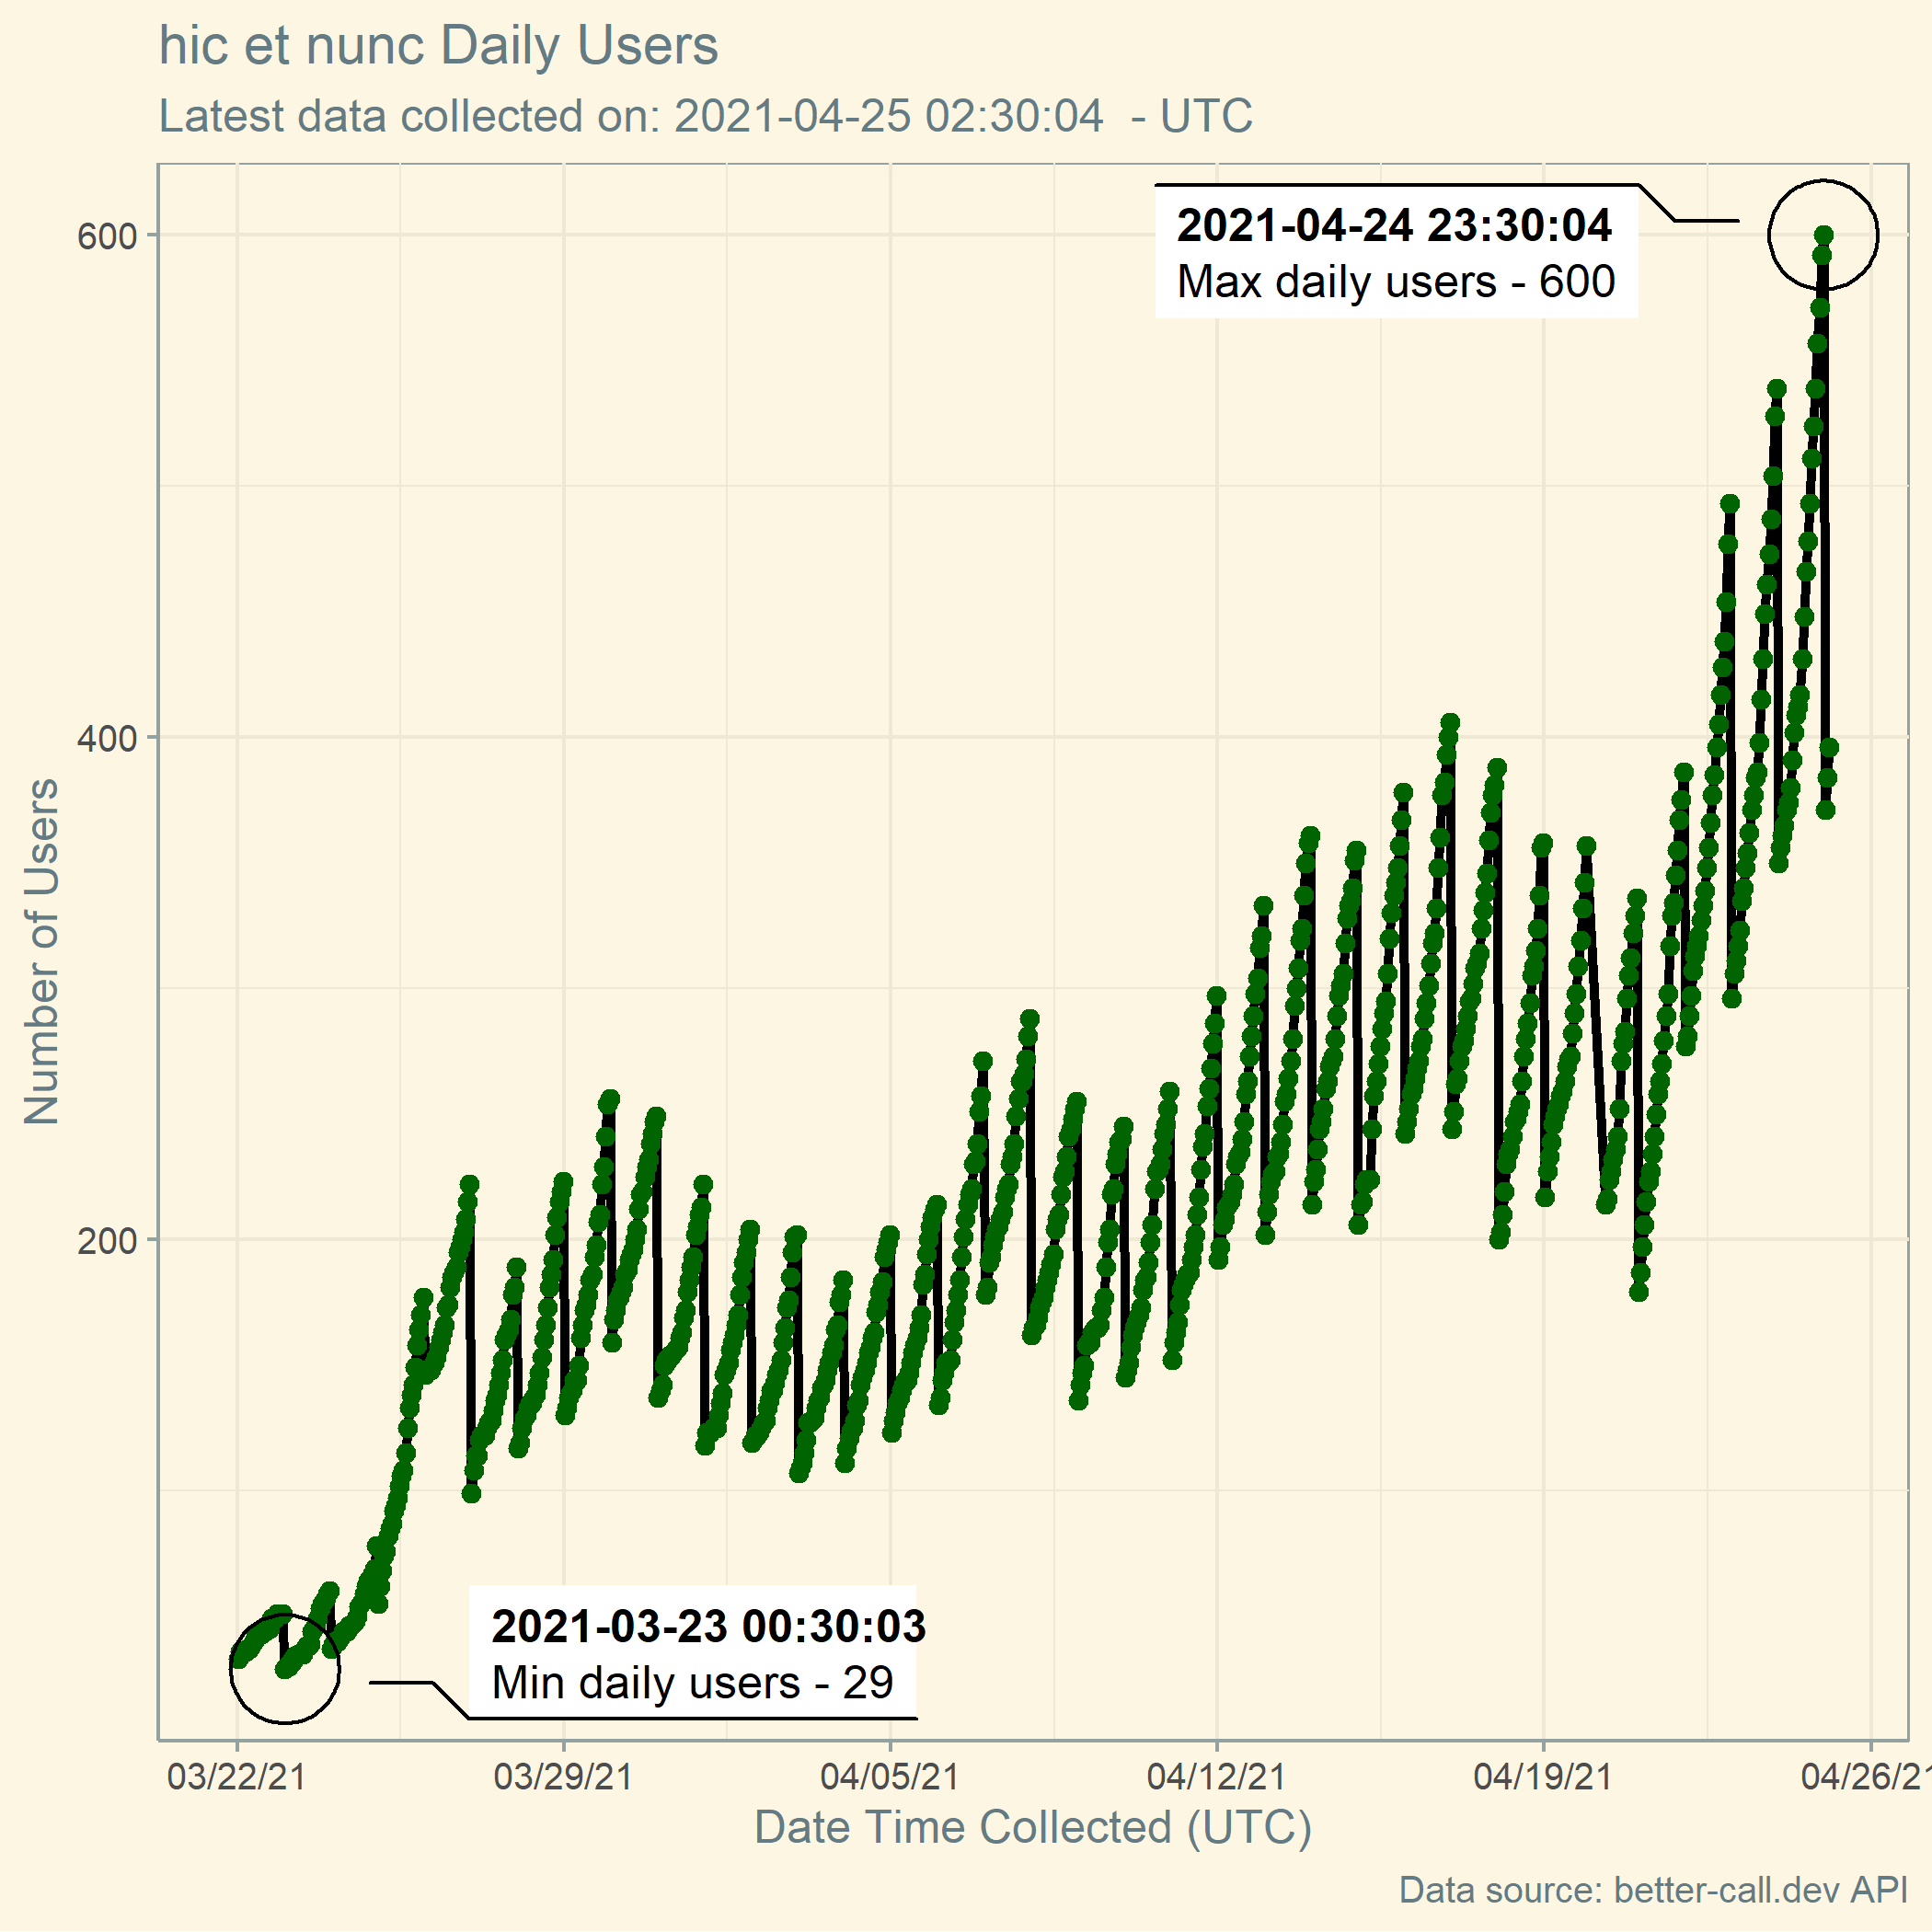 hic et nunc Daily Users
Latest data collected on: 2021-04-25 02:30:04  - UTC
600
400
200
Number of Users
2021-04-24 23:30:04
Max daily users - 600
2021-03-23 00:30:03
Min daily users - 29
03/22/21
03/29/21
04/05/21
04/12/21
04/19/21
04/26/21
Date Time Collected (UTC)
Data source: better-call.dev API